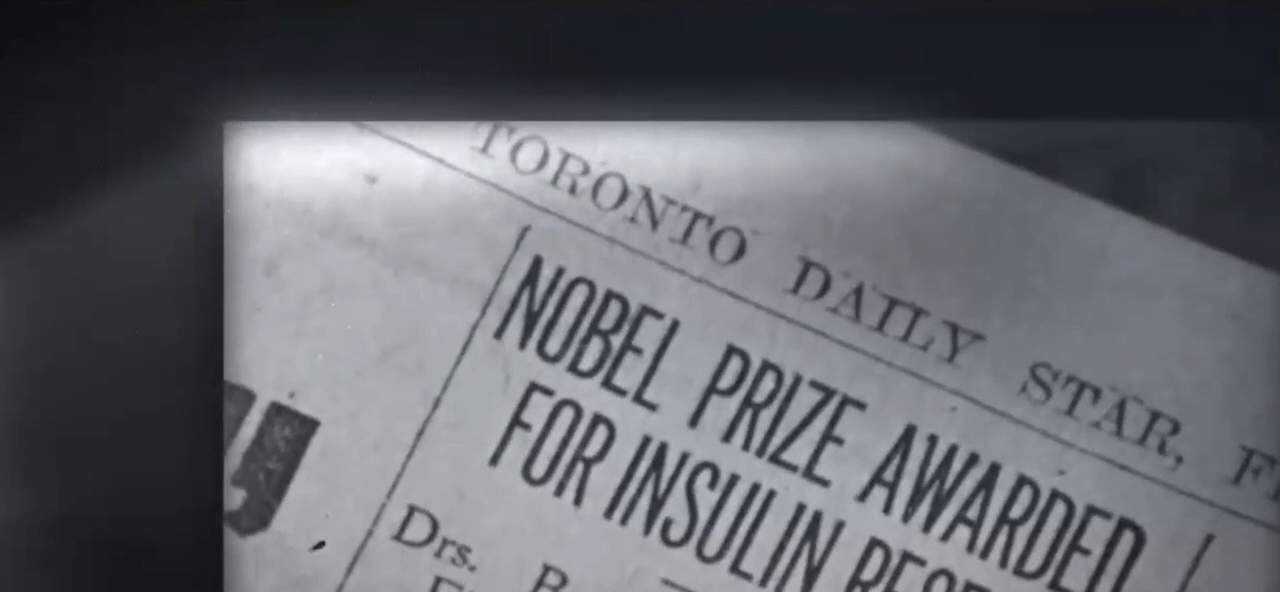 TORONTO DAILY STAR,
NOBEL PRIZE AWARDED
FOR INSULIN
Drs.